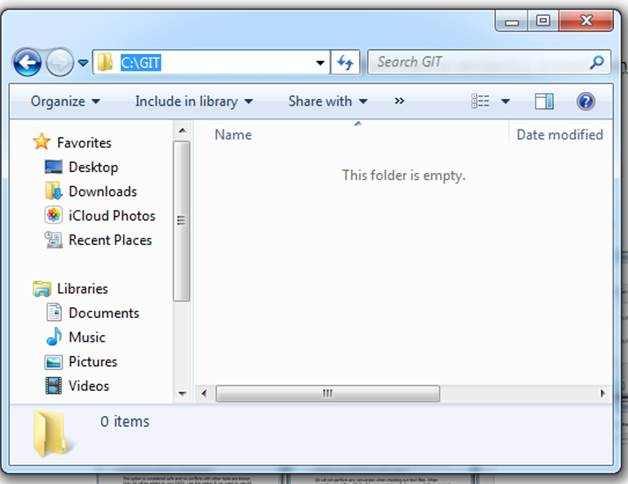 C:\GIT
Search GIT
Organize Include in library Share with »
Favorites
Desktop
Downloads
iCloud Photos
Recent Places
Libraries
Documents
Music
Pictures
Videos
Name Date modified
This folder is empty.
0 items